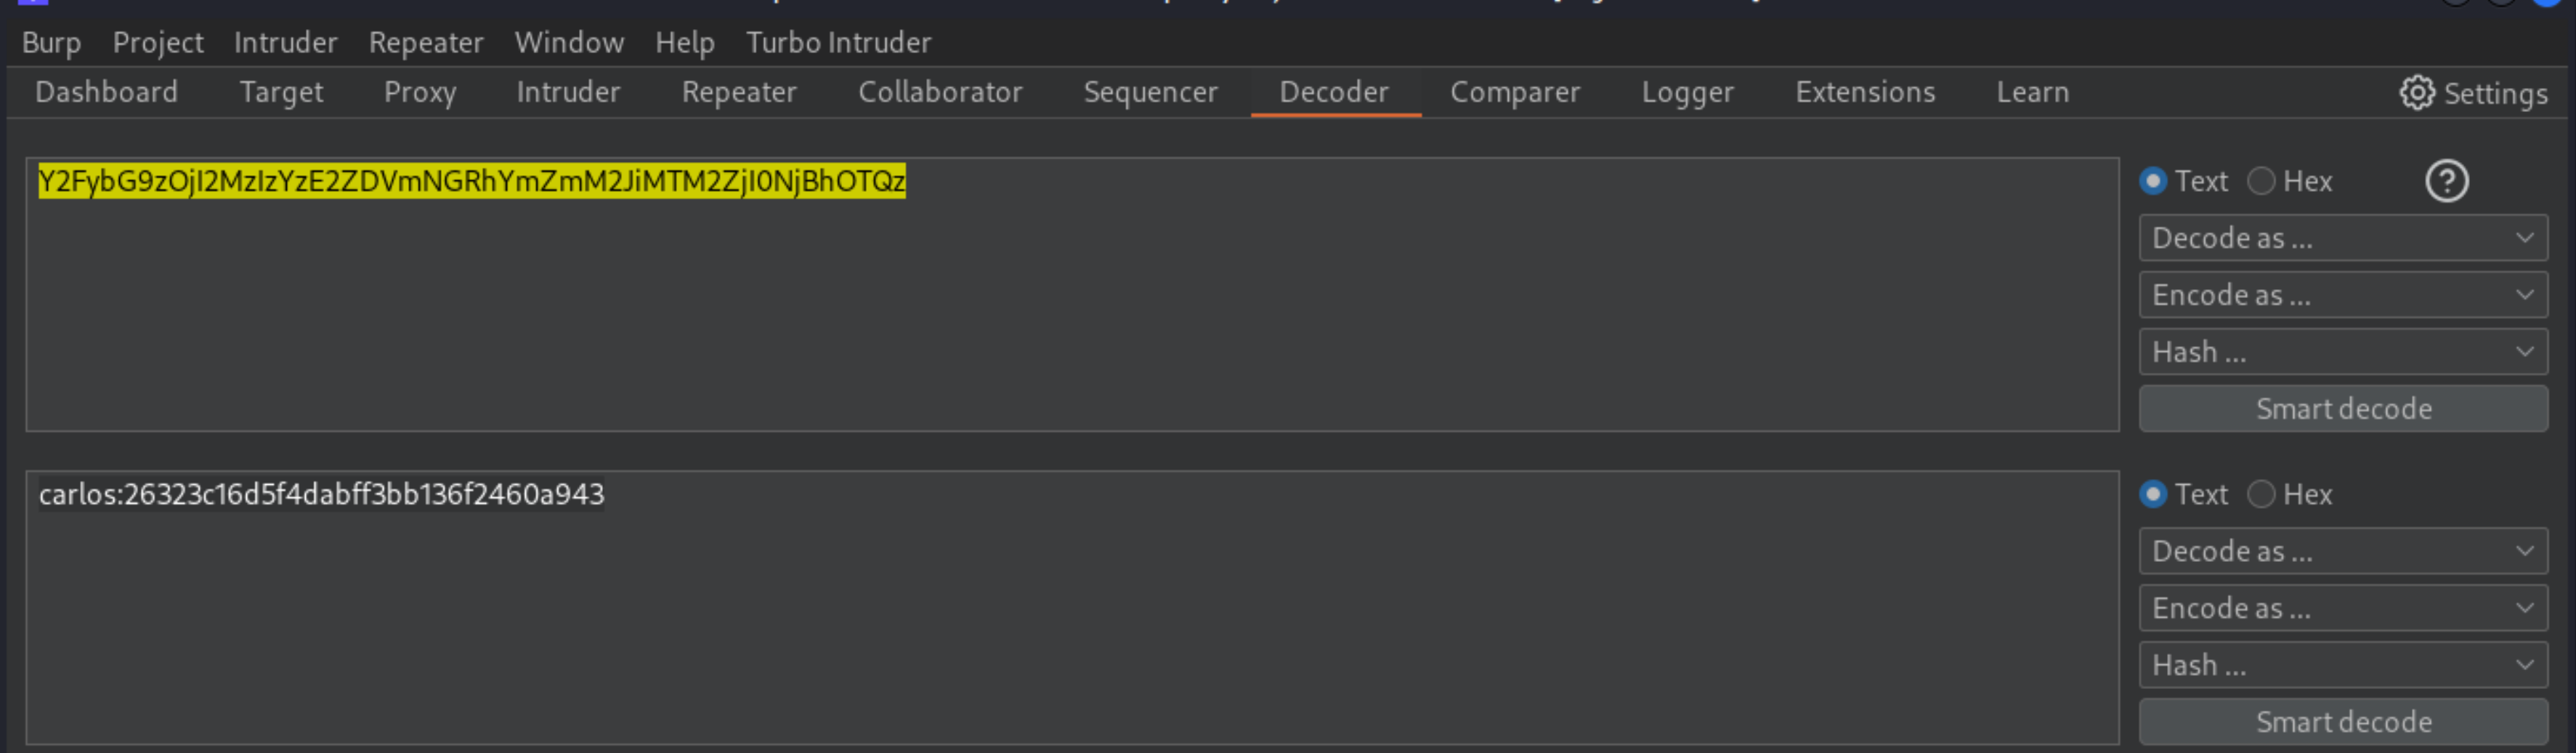 Burp Project Intruder Repeater Window Help Turbo Intruder
Dashboard Target Proxy Intruder Repeater Collaborator Sequencer Decoder Comparer Logger Extensions Learn Settings
Y2FybG9zOjI2MzIzYzE2ZDVmNGRhYmZmM2JiMTM2ZjI0NjBhOTQz
Text Hex ?
Decode as ...
Encode as ...
Hash ...
Smart decode
carlos:26323c16d5f4dabff3bb136f2460a943
Text Hex
Decode as ...
Encode as ...
Hash ...
Smart decode